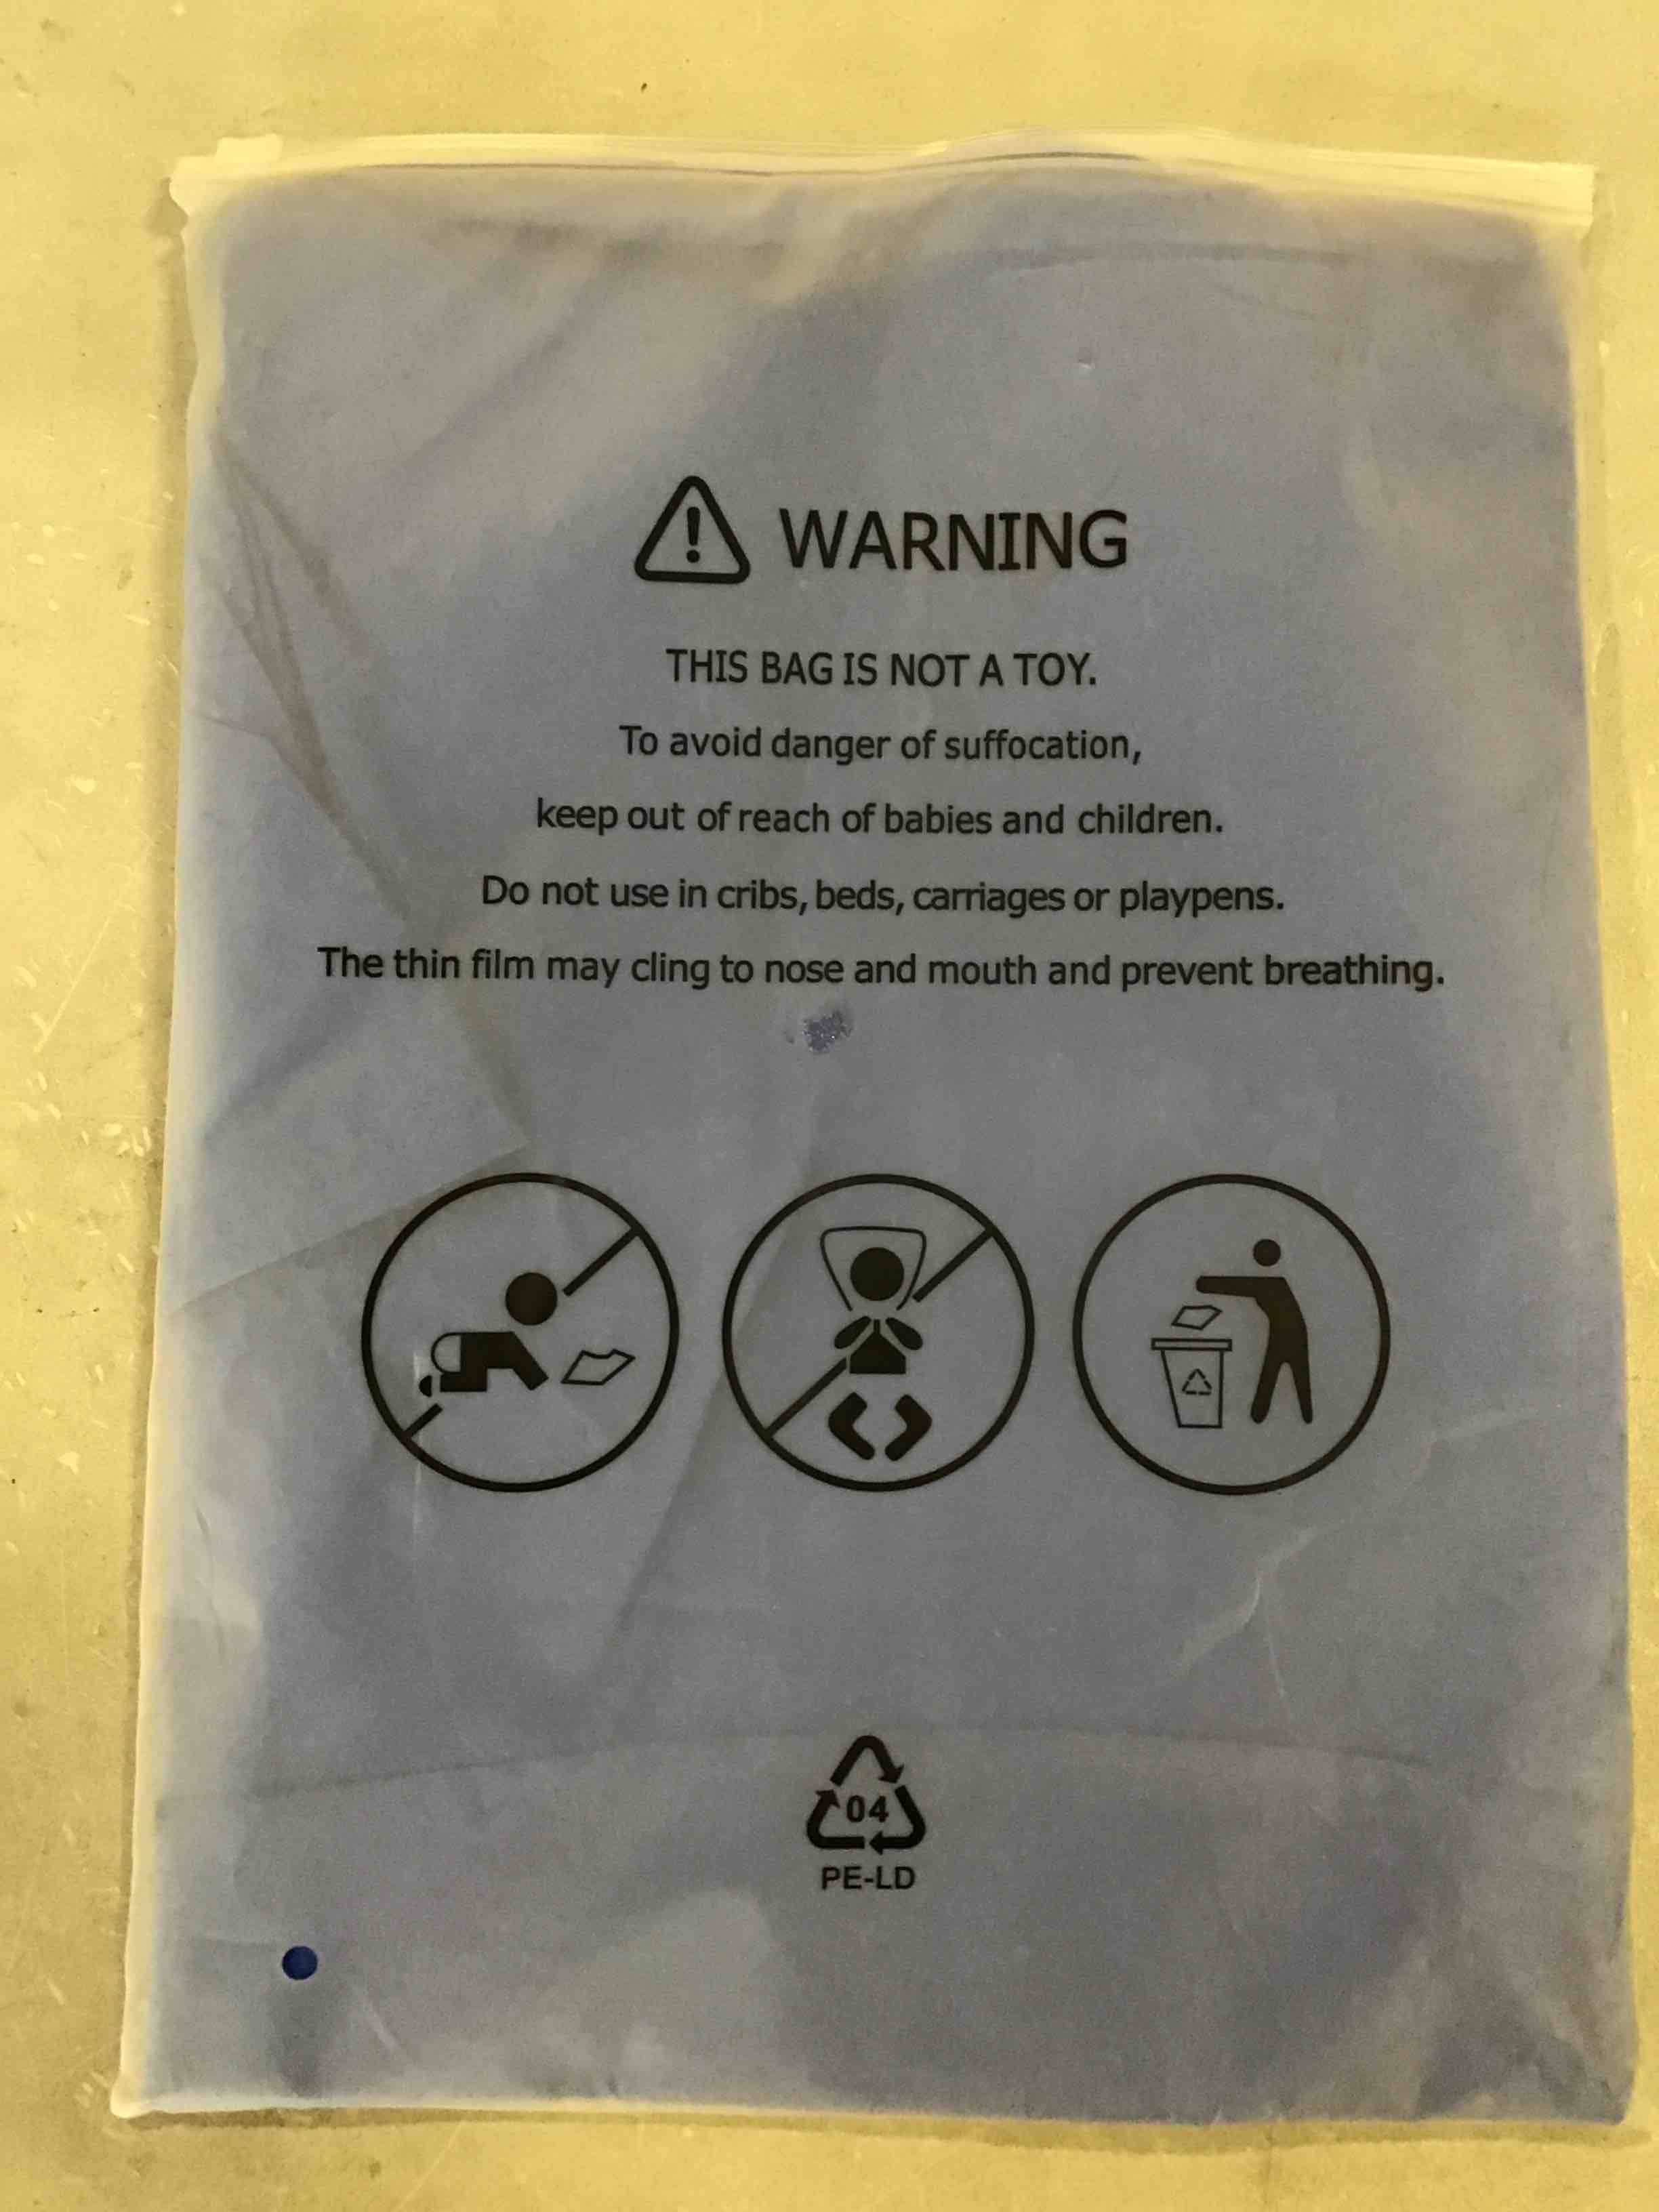 WARNING
THIS BAG IS NOT A TOY.
To avoid danger of suffocation,
keep out of reach of babies and children.
Do not use in cribs, beds, carriages or playpens.
The thin film may cling to nose and mouth and prevent breathing.
04
PE-LD